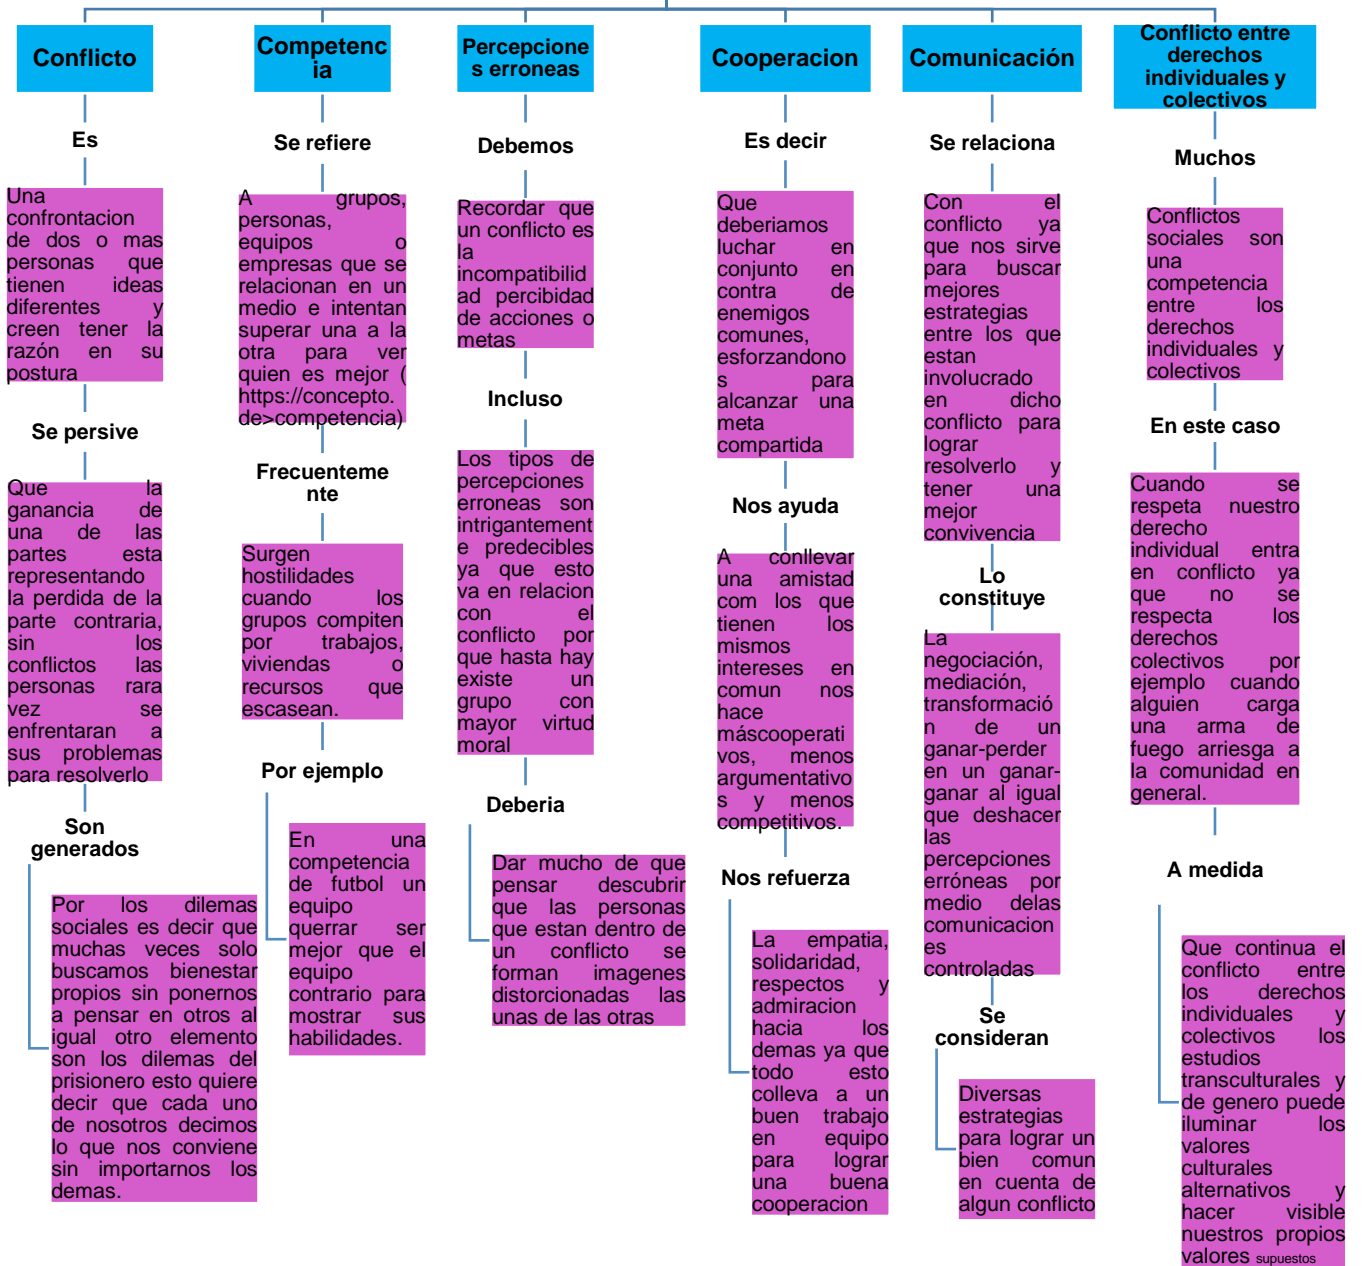 Conflicto
Es
Una
confrontacion
de dos o mas
personas que
tienen ideas
diferentes y
creen tener la
razón en su
postura
Se persive
Que la
ganancia de
una de las
partes esta
representando
la perdida de la
parte contraria,
sin los
conflictos las
personas rara
vez se
enfrentaran a
sus problemas
para resolverlo
Son
generados
Por los dilemas
sociales es decir que
muchas veces solo
buscamos bienestar
propios sin ponernos
a pensar en otros al
igual otro elemento
son los dilemas del
prisionero esto quiere
decir que cada uno
de nosotros decimos
lo que nos conviene
sin importarnos los
demas.
Competenc
ia
Se refiere
A grupos,
personas,
equipos o
empresas que se
relacionan en un
medio e intentan
superar una a la
otra para ver
quien es mejor (
https://concepto.
de>competencia)
Frecuenteme
nte
Surgen
hostilidades
cuando los
grupos compiten
por trabajos,
viviendas o
recursos que
escasean.
Por ejemplo
En una
competencia
de futbol un
equipo
querrar ser
mejor que el
equipo
contrario para
mostrar sus
habilidades.
Percepcione
s erroneas
Debemos
Recordar que
un conflicto es
la
incompatibilid
ad percibidad
de acciones o
metas
Incluso
Los tipos de
percepciones
erroneas son
intrigantement
e predecibles
ya que esto
va en relacion
con el
conflicto por
que hasta hay
existe un
grupo con
mayor virtud
moral
Deberia
Dar mucho de que
pensar descubrir
que las personas
que estan dentro de
un conflicto se
forman imagenes
distorcionadas las
unas de las otras
Cooperacion
Es decir
Que
deberiamos
luchar en
conjunto en
contra de
enemigos
comunes,
esforzandono
s para
alcanzar una
meta
compartida
Nos ayuda
A conllevar
una amistad
com los que
tienen los
mismos
intereses en
comun nos
hace
máscooperati
vos, menos
argumentativo
s y menos
competitivos.
Nos refuerza
La empatia,
solidaridad,
respectos y
admiracion
hacia los
demas ya que
todo esto
colleva a un
buen trabajo
en equipo
para lograr
una buena
cooperacion
Comunicación
Se relaciona
Con el
conflicto ya
que nos sirve
para buscar
mejores
estrategias
entre los que
estan
involucrado
en dicho
conflicto para
lograr
resolverlo y
tener una
mejor
convivencia
Lo
constituye
La
negociación,
mediación,
transformació
n de un
ganar-perder
en un ganar-
ganar al igual
que deshacer
las
percepciones
erróneas por
medio delas
comunicacion
es
controladas
Se
consideran
Diversas
estrategias
para lograr un
bien comun
en cuenta de
algun conflicto
Conflicto entre
derechos
individuales y
colectivos
Muchos
Conflictos
sociales son
una
competencia
entre los
derechos
individuales y
colectivos
En este caso
Cuando se
respeta nuestro
derecho
individual entra
en conflicto ya
que no se
respecta los
derechos
colectivos por
ejemplo cuando
alguien carga
una arma de
fuego arriesga a
la comunidad en
general.
A medida
Que continua el
conflicto entre
los derechos
individuales y
colectivos los
estudios
transculturales y
de genero puede
iluminar los
valores
culturales
alternativos y
hacer visible
nuestros propios
valores supuestos